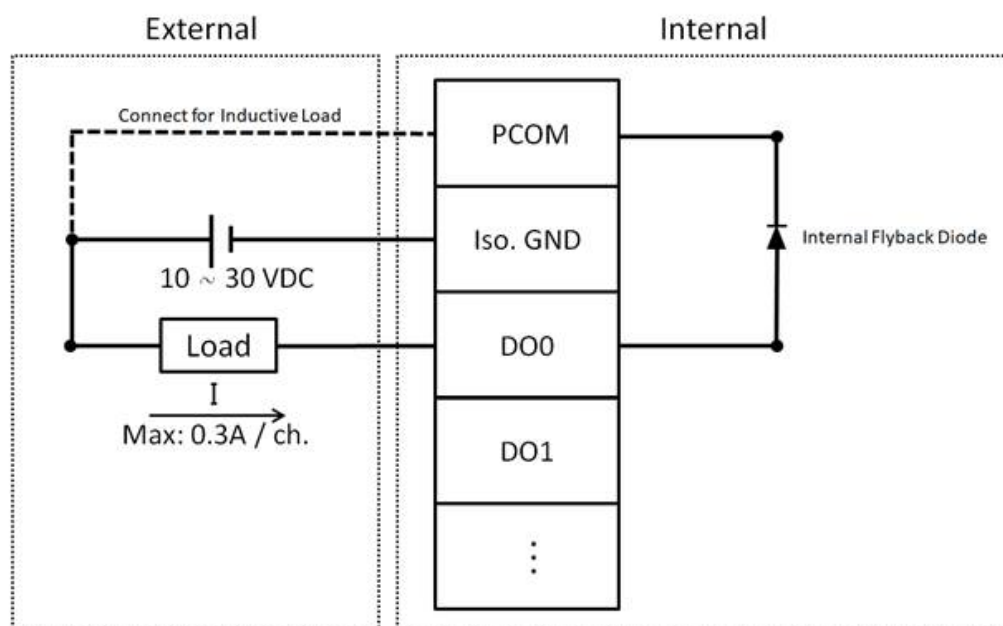 External
Internal
Connect for Inductive Load
PCOM
Iso. GND
Internal Flyback Diode
10 ~ 30 VDC
Load
DO0
I
Max: 0.3A / ch.
DO1
⋮